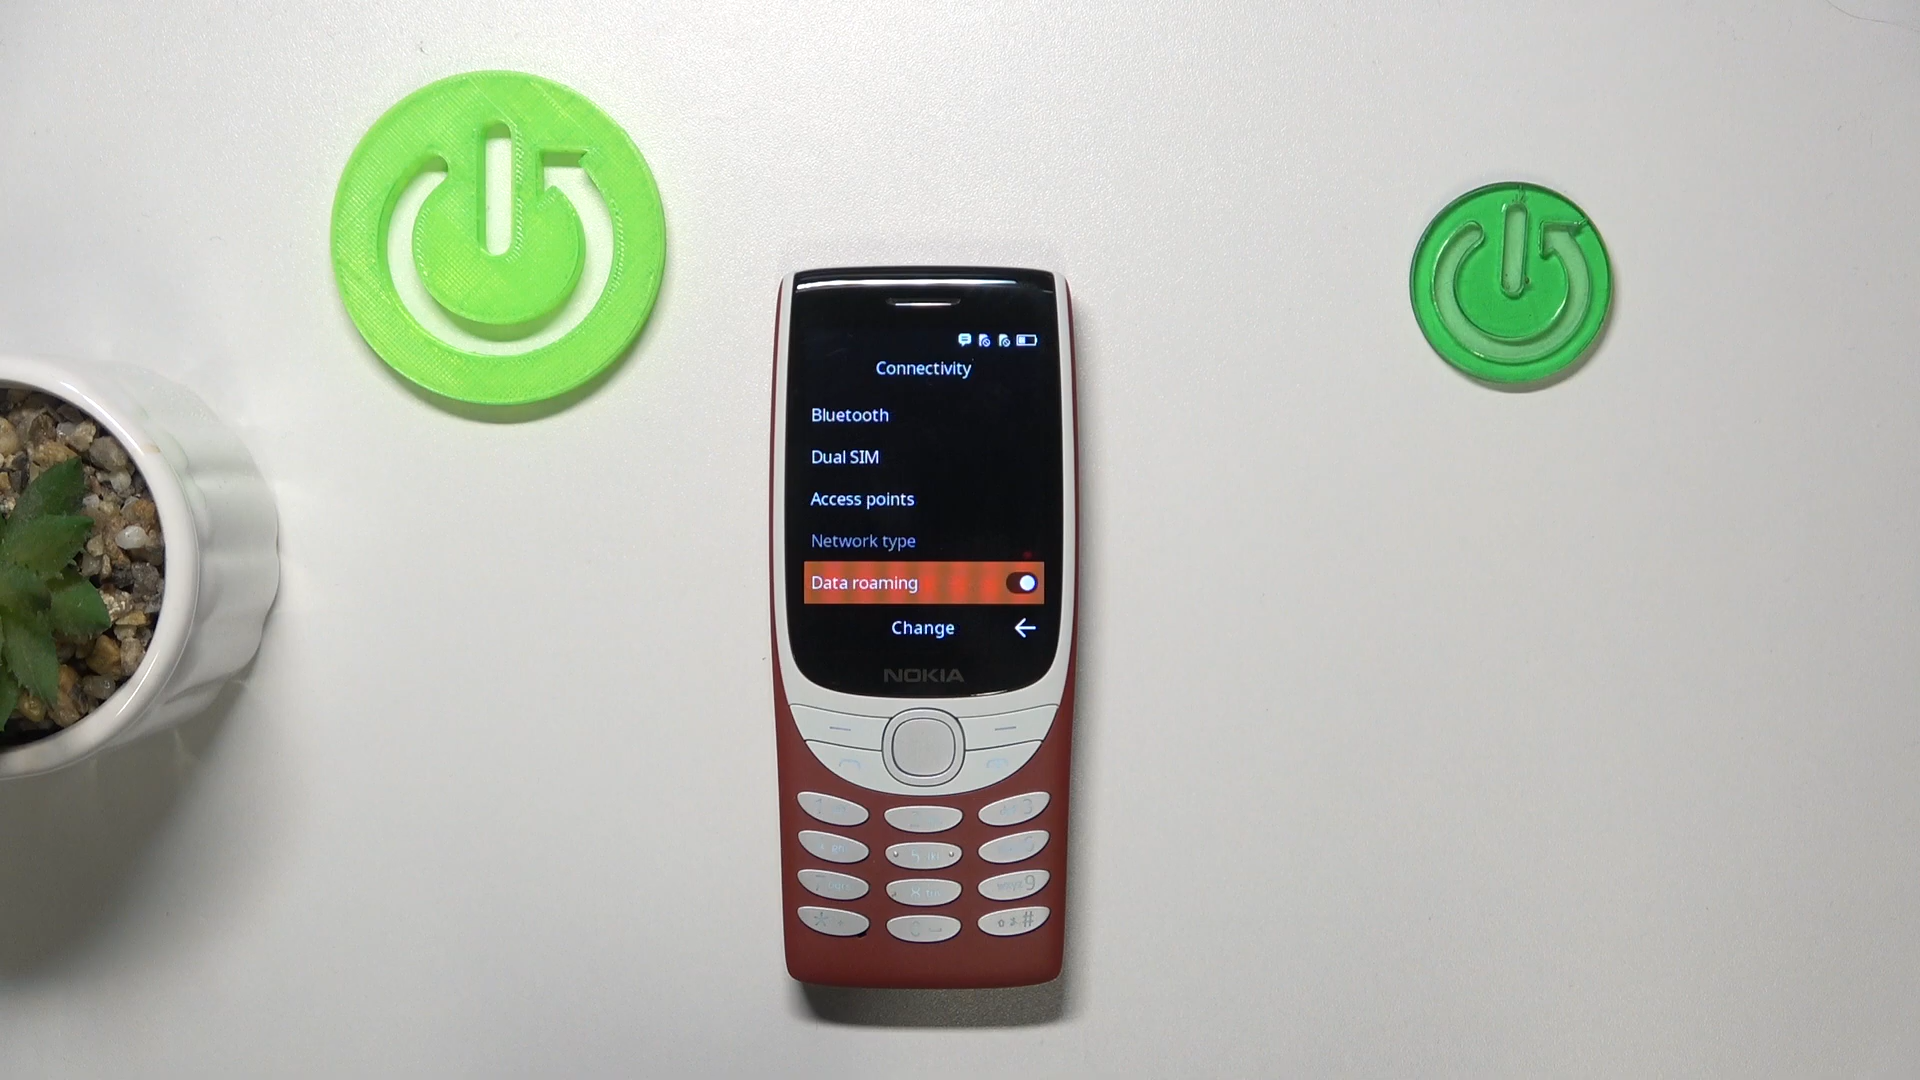 Connectivity
Bluetooth
Dual SIM
Access points
Network type
Data roaming
Change
NOKIA